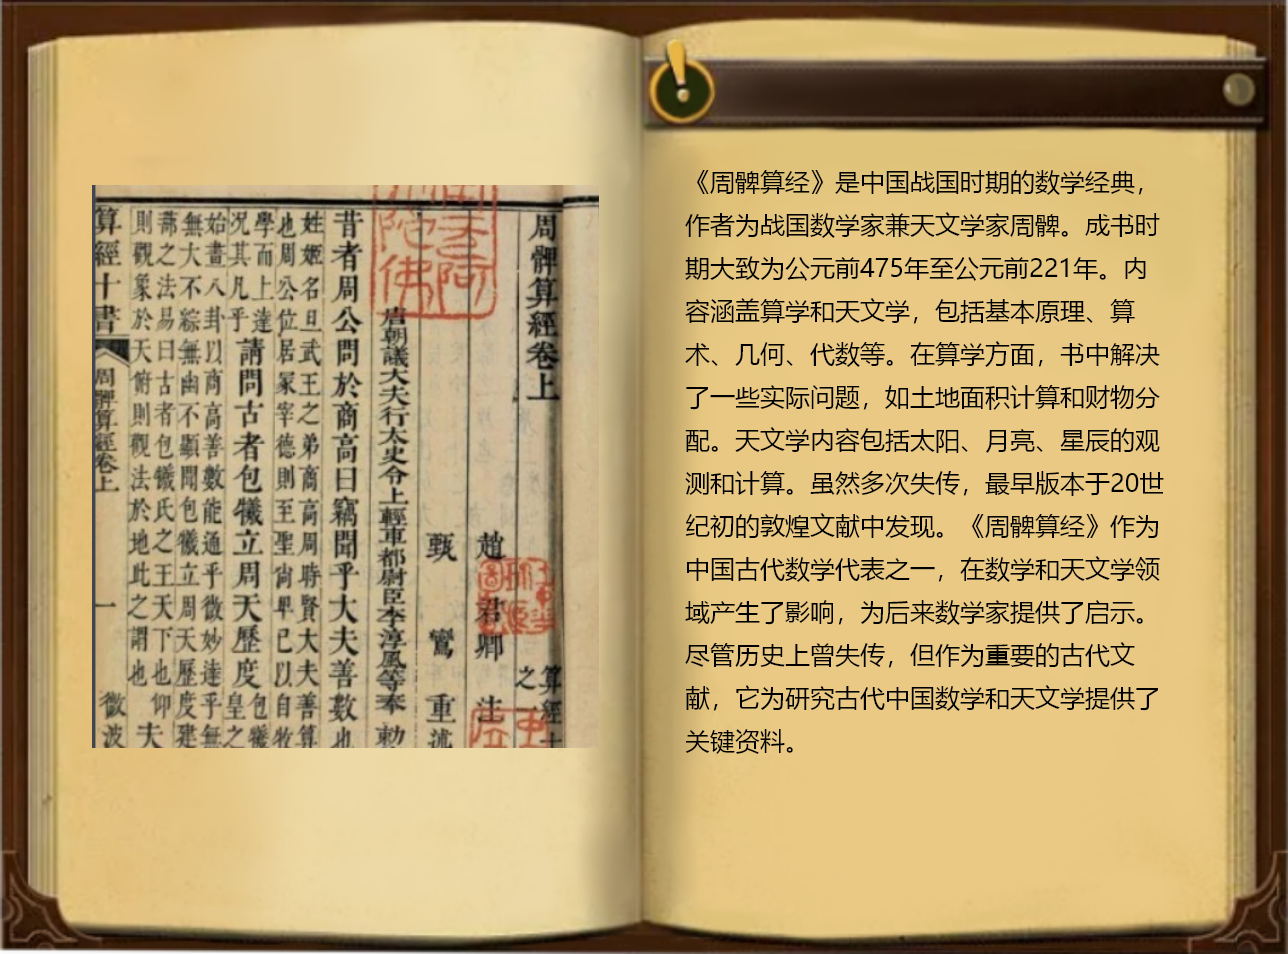 周髀算經卷上
算經十
之一
趙君卿注
甄鸞重述
唐朝議大夫行太史令上輕車都尉臣李淳風等奉勅
昔者周公問於商高曰竊聞乎大夫善數也
姓姬名旦武王之弟商高周時賢大夫善算
也周公位居冢宰德則至聖尚卑己以自牧
學而上達
況其凡乎
請問古者包犧立周天歷度
包犧
皇之
始畫八卦以商高善數能通乎微妙達乎無
無大不綜無幽不顯聞包犧立周天歷度建
之法易曰古者包犧氏之王天下也仰
則觀象於天俯則觀法於地此之謂也
夫
算經十書
周髀算經卷上
一
微波
《周髀算经》是中国战国时期的数学经典，
作者为战国数学家兼天文学家周髀。成书时
期大致为公元前475年至公元前221年。内
容涵盖算学和天文学，包括基本原理、算
术、几何、代数等。在算学方面，书中解决
了一些实际问题，如土地面积计算和财物分
配。天文学内容包括太阳、月亮、星辰的观
测和计算。虽然多次失传，最早版本于20世
纪初的敦煌文献中发现。《周髀算经》作为
中国古代数学代表之一，在数学和天文学领
域产生了影响，为后来数学家提供了启示。
尽管历史上曾失传，但作为重要的古代文
献，它为研究古代中国数学和天文学提供了
关键资料。